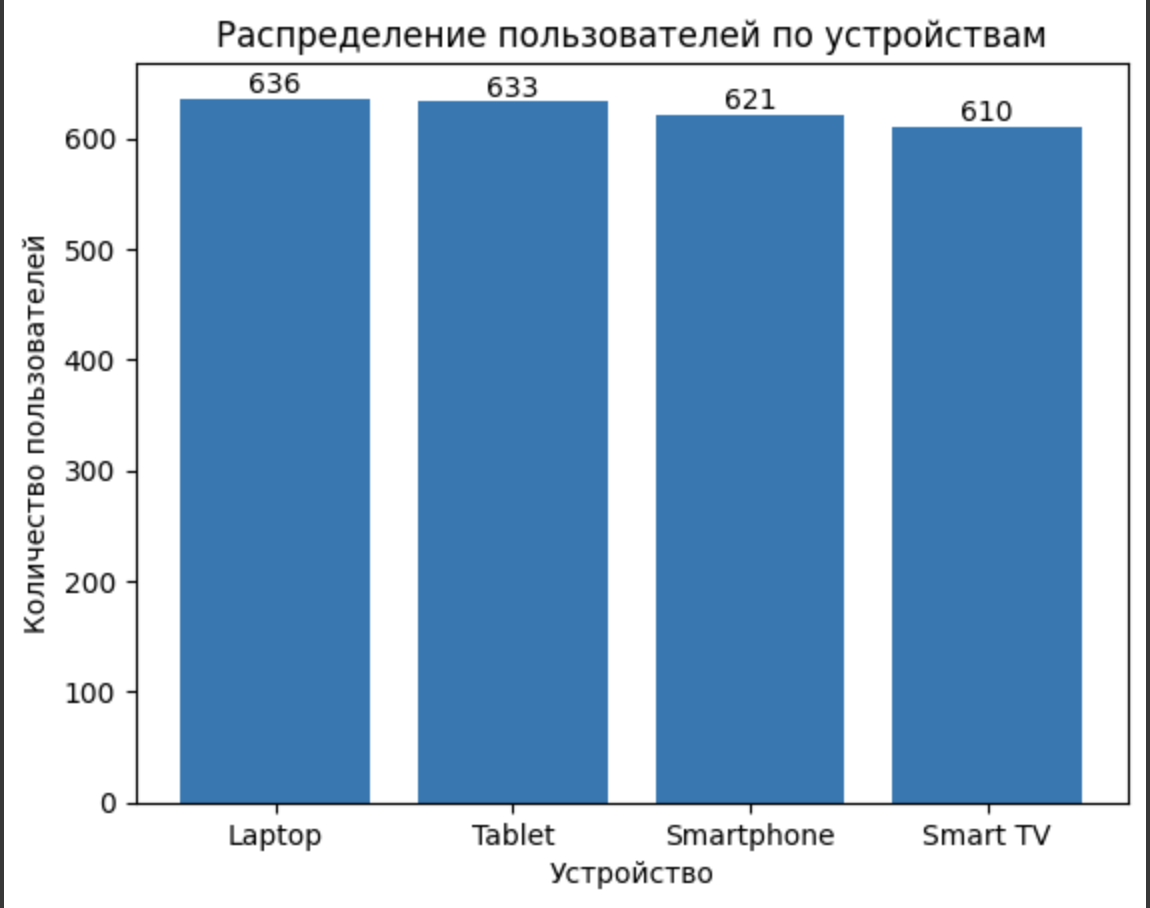 Распределение пользователей по устройствам
636
633
621
610
600
500
400
300
200
100
0
Количество пользователей
Laptop
Tablet
Smartphone
Smart TV
Устройство